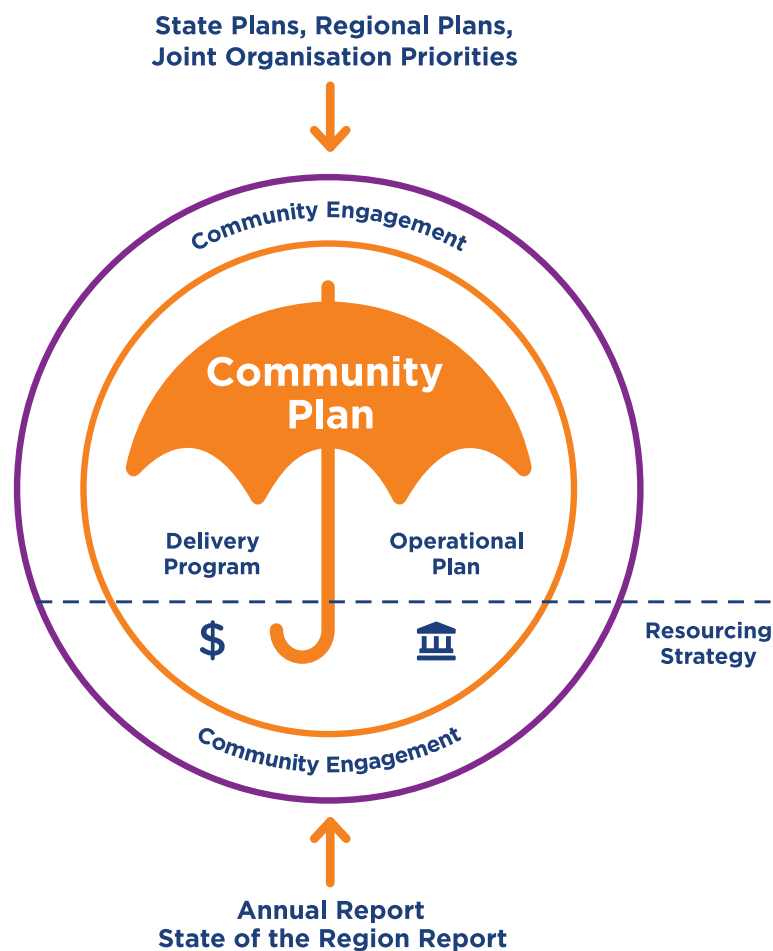 State Plans, Regional Plans,
Joint Organisation Priorities
Community Engagement
Community
Plan
Delivery
Program
Operational
Plan
$
Resourcing
Strategy
Community Engagement
Annual Report
State of the Region Report